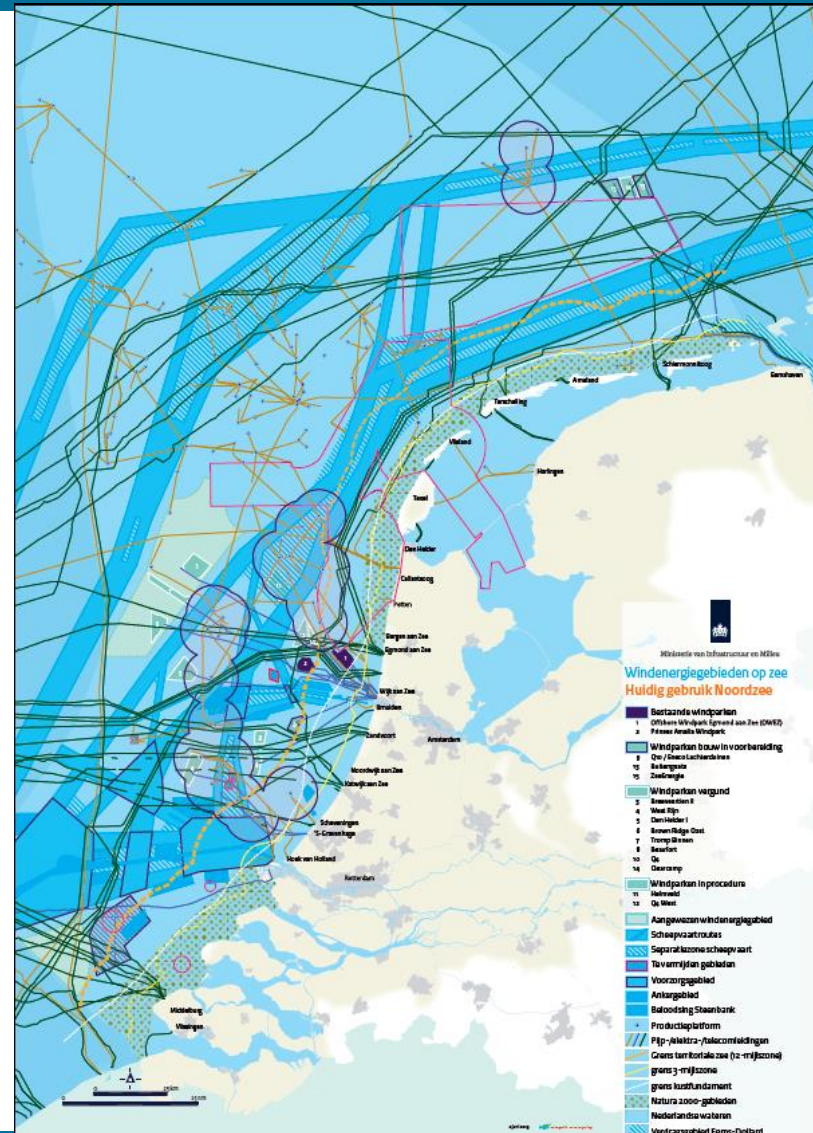 Schiermonnikoog
Eemshaven
Ameland
Terschelling
Vlieland
Harlingen
Texel
Den Helder
Callantsoog
Petten
Bergen aan Zee
Egmond aan Zee
Wijk aan Zee
IJmuiden
Zandvoort
Amsterdam
Noordwijk aan Zee
Katwijk aan Zee
Scheveningen
'S-Gravenhage
Hoek van Holland
Rotterdam
Middelburg
Vlissingen
Ministerie van Infrastructuur en Milieu
Windenergiegebieden op zee
Huidig gebruik Noordzee
Bestaande windparken
1 Offshore Windpark Egmond aan Zee (OWEZ)
2 Prinses Amalia Windpark
Windparken bouw in voorbereiding
9 Q10 / Eneco Luchterduinen
13 Buitengaats
15 ZeeEnergie
Windparken vergund
3 Breeveertien II
4 West Rijn
5 Den Helder I
6 Brown Ridge Oost
7 Tromp Binnen
8 Beaufort
10 Q4
14 Clearcamp
Windparken in procedure
11 Helmveld
12 Q4 West
Aangewezen windenergiegebied
Scheepvaartroutes
Separatiezone scheepvaart
Te vermijden gebieden
Voorzorgsgebied
Ankergebied
Beloodsing Steenbank
Productieplatform
Pijp-/elektra-/telecomleidingen
Grens territoriale zee (12-mijlszone)
grens 3-mijlszone
grens kustfundament
Natura 2000-gebieden
Nederlandse wateren
Verdragsgebied Eems-Dollard